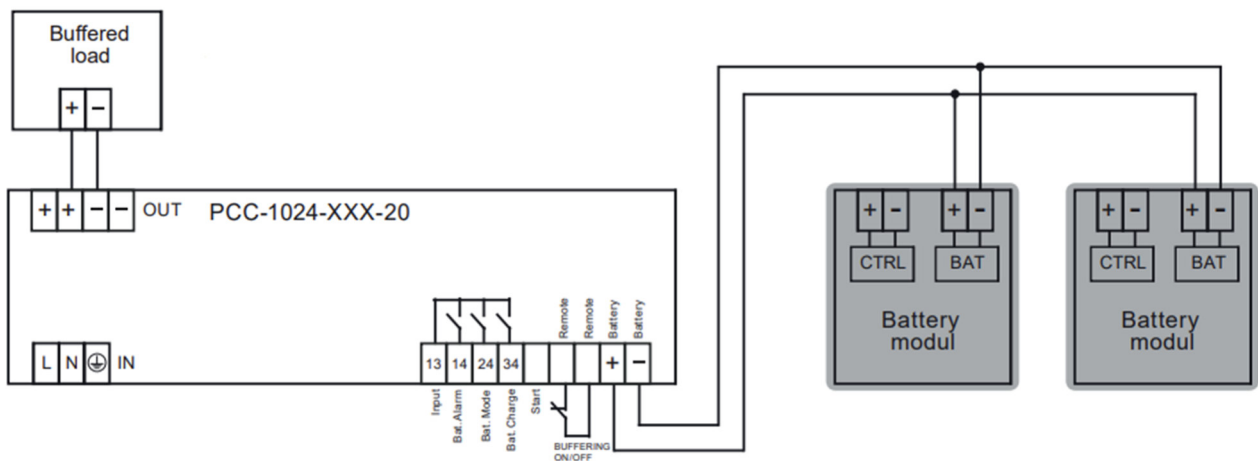 Buffered
load
+ −
+ + − − OUT PCC-1024-XXX-20
L N IN
Remote Remote Battery Battery
13 14 24 34 + −
Input Bat. Alarm Bat. Mode Bat. Charge Start
BUFFERING
ON/OFF
+ - + -
CTRL BAT
Battery
modul
+ - + -
CTRL BAT
Battery
modul